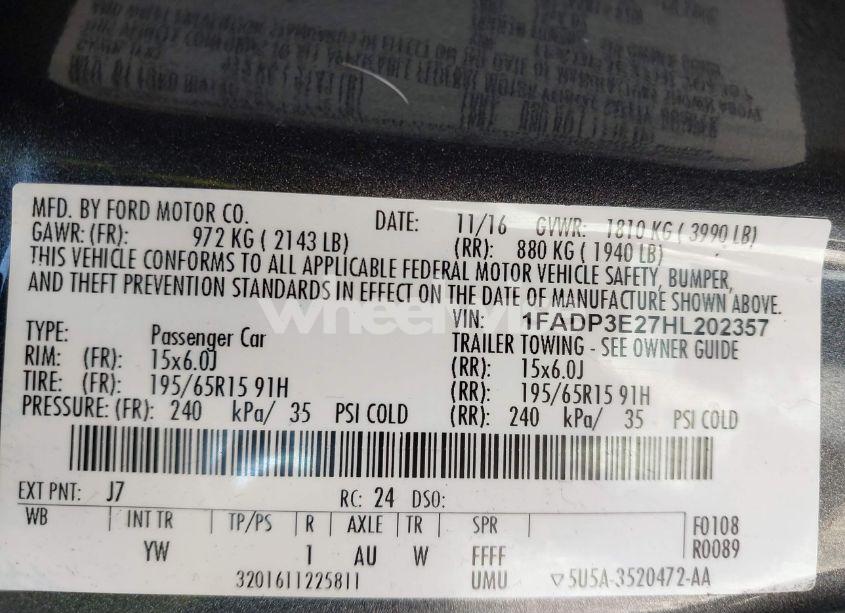 MFD. BY FORD MOTOR CO. DATE: 11/16 GVWR: 1810 KG ( 3990 LB)
GAWR: (FR): 972 KG ( 2143 LB) (RR): 880 KG ( 1940 LB)
THIS VEHICLE CONFORMS TO ALL APPLICABLE FEDERAL MOTOR VEHICLE SAFETY, BUMPER,
AND THEFT PREVENTION STANDARDS IN EFFECT ON THE DATE OF MANUFACTURE SHOWN ABOVE.
VIN: 1FADP3E27HL202357
TYPE: Passenger Car TRAILER TOWING - SEE OWNER GUIDE
RIM: (FR): 15x6.0J (RR): 15x6.0J
TIRE: (FR): 195/65R15 91H (RR): 195/65R15 91H
PRESSURE: (FR): 240 kPa/ 35 PSI COLD (RR): 240 kPa/ 35 PSI COLD
EXT PNT: J7 RC: 24 DSO:
WB INT TR TP/PS R AXLE TR SPR F0108
YW 1 AU W FFFF R0089
3201611225811 UMU ▽5U5A-3520472-AA